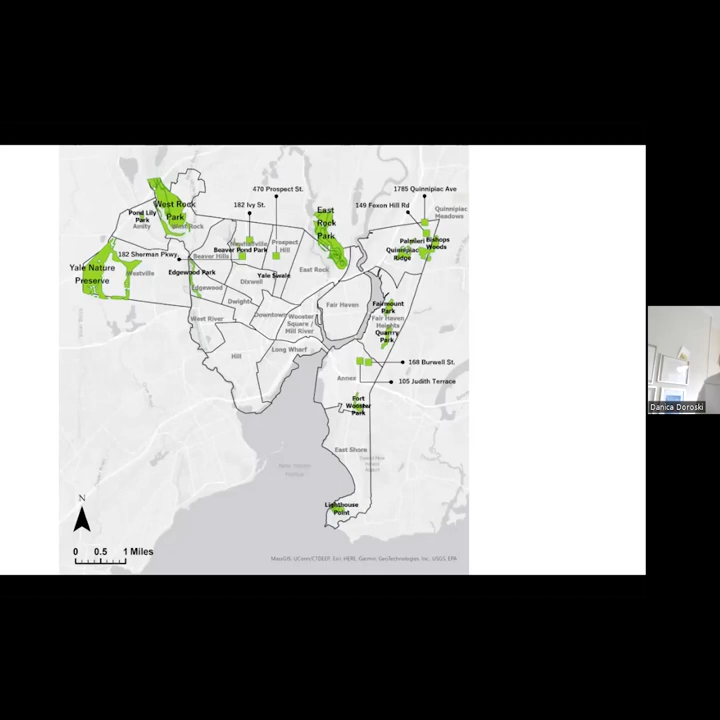 470 Prospect St.
1785 Quinnipiac Ave
182 Ivy St.
149 Foxon Hill Rd
West Rock
Park
Pond Lily
Park
Amity
West Rock
East
Rock
Park
Quinnipiac
Meadows
Newhallville
Beaver Pond Park
Prospect
Hill
Palmieri
Bishops
Woods
Quinnipiac
Ridge
182 Sherman Pkwy.
Beaver Hills
Yale Nature
Preserve
Westville
Edgewood Park
Yale Swale
East Rock
Edgewood
Dixwell
Dwight
Fair Haven
Fairmount
Park
Fair Haven
Heights
Quarry
Park
West River
Downtown
Wooster
Square /
Mill River
Hill
Long Wharf
168 Burwell St.
Annex
105 Judith Terrace
Fort
Wooster
Park
East Shore
New Haven
Harbor
Lighthouse
Point
N
0 0.5 1 Miles
Danica Doroski